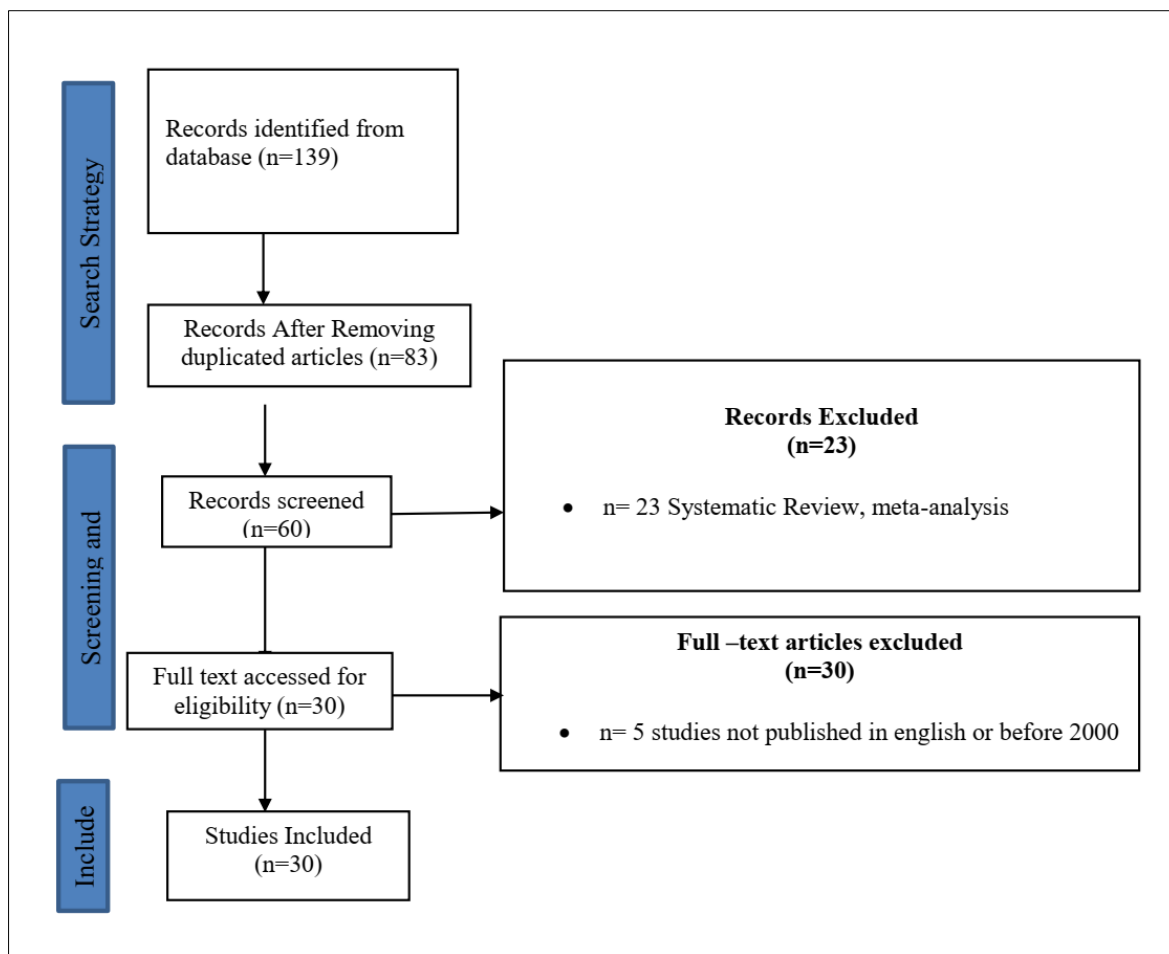 Search Strategy
Records identified from
database (n=139)
Records After Removing
duplicated articles (n=83)
Records Excluded
(n=23)
• n= 23 Systematic Review, meta-analysis
Screening and
Records screened
(n=60)
Full text accessed for
eligibility (n=30)
Full –text articles excluded
(n=30)
• n= 5 studies not published in english or before 2000
Include
Studies Included
(n=30)